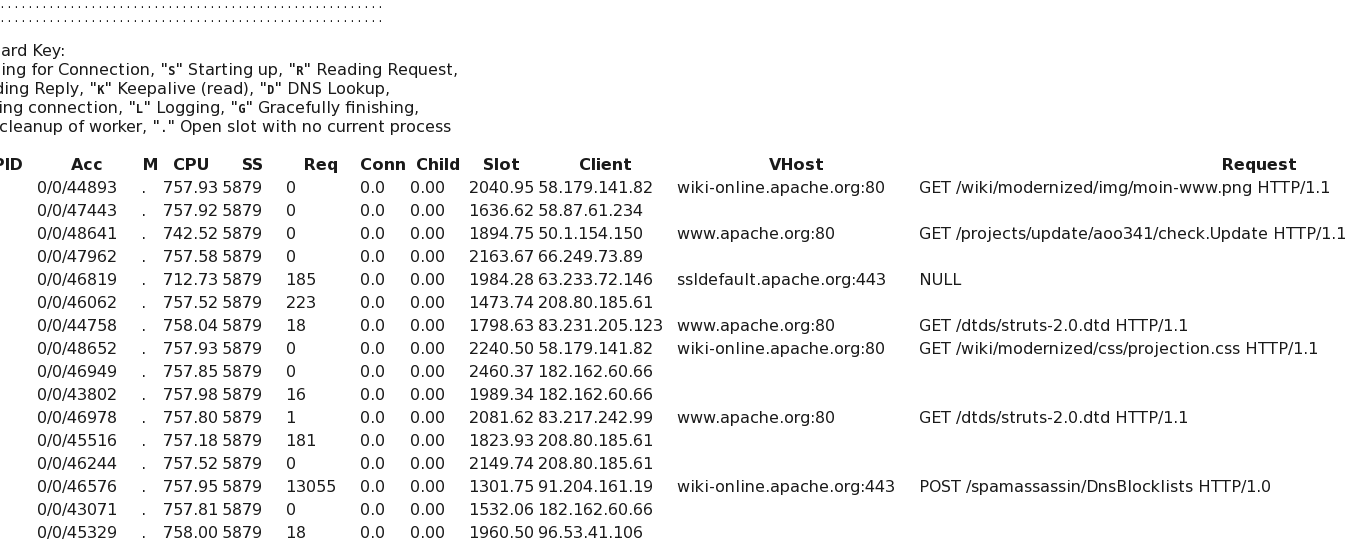 ......................................................
......................................................
ard Key:
ing for Connection, "S" Starting up, "R" Reading Request,
ding Reply, "K" Keepalive (read), "D" DNS Lookup,
ing connection, "L" Logging, "G" Gracefully finishing,
cleanup of worker, "." Open slot with no current process
PID Acc M CPU SS Req Conn Child Slot Client VHost Request
0/0/44893 . 757.93 5879 0 0.0 0.00 2040.95 58.179.141.82 wiki-online.apache.org:80 GET /wiki/modernized/img/moin-www.png HTTP/1.1
0/0/47443 . 757.92 5879 0 0.0 0.00 1636.62 58.87.61.234
0/0/48641 . 742.52 5879 0 0.0 0.00 1894.75 50.1.154.150 www.apache.org:80 GET /projects/update/aoo341/check.Update HTTP/1.1
0/0/47962 . 757.58 5879 0 0.0 0.00 2163.67 66.249.73.89
0/0/46819 . 712.73 5879 185 0.0 0.00 1984.28 63.233.72.146 ssldefault.apache.org:443 NULL
0/0/46062 . 757.52 5879 223 0.0 0.00 1473.74 208.80.185.61
0/0/44758 . 758.04 5879 18 0.0 0.00 1798.63 83.231.205.123 www.apache.org:80 GET /dtds/struts-2.0.dtd HTTP/1.1
0/0/48652 . 757.93 5879 0 0.0 0.00 2240.50 58.179.141.82 wiki-online.apache.org:80 GET /wiki/modernized/css/projection.css HTTP/1.1
0/0/46949 . 757.85 5879 0 0.0 0.00 2460.37 182.162.60.66
0/0/43802 . 757.98 5879 16 0.0 0.00 1989.34 182.162.60.66
0/0/46978 . 757.80 5879 1 0.0 0.00 2081.62 83.217.242.99 www.apache.org:80 GET /dtds/struts-2.0.dtd HTTP/1.1
0/0/45516 . 757.18 5879 181 0.0 0.00 1823.93 208.80.185.61
0/0/46244 . 757.52 5879 0 0.0 0.00 2149.74 208.80.185.61
0/0/46576 . 757.95 5879 13055 0.0 0.00 1301.75 91.204.161.19 wiki-online.apache.org:443 POST /spamassassin/DnsBlocklists HTTP/1.0
0/0/43071 . 757.81 5879 0 0.0 0.00 1532.06 182.162.60.66
0/0/45329 . 758.00 5879 18 0.0 0.00 1960.50 96.53.41.106